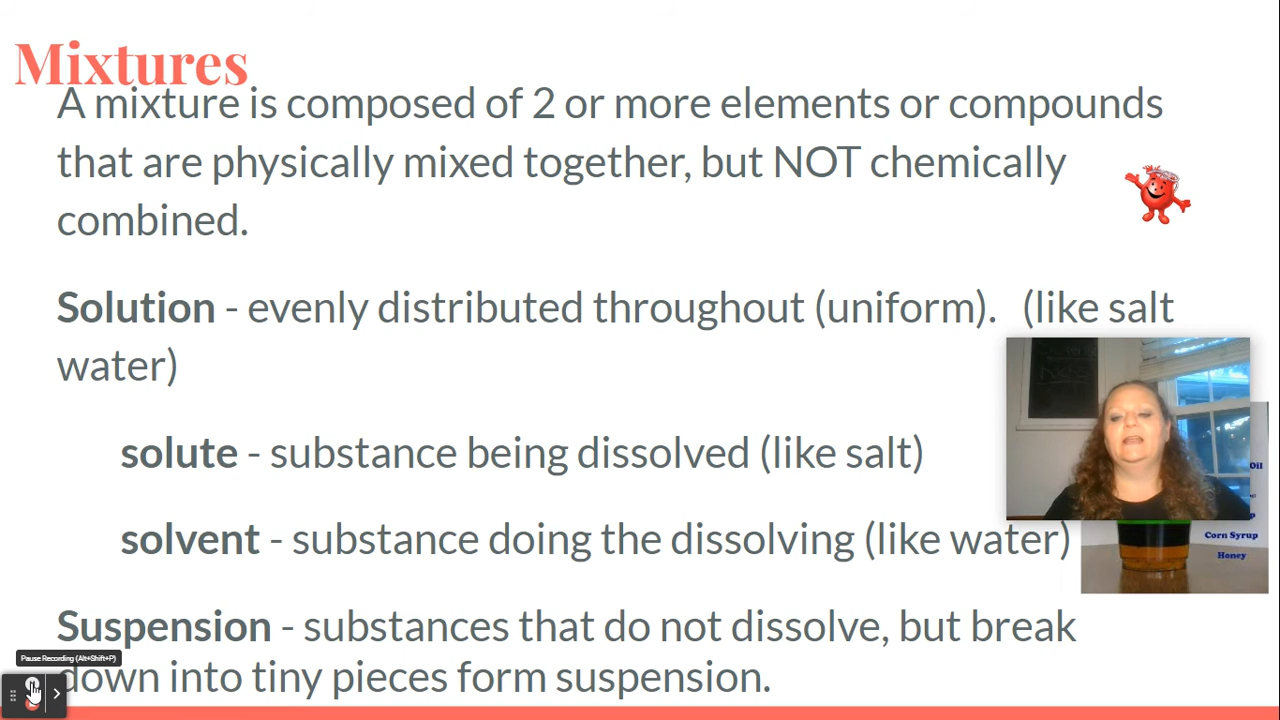 Mixtures
A mixture is composed of 2 or more elements or compounds
that are physically mixed together, but NOT chemically
combined.
Solution - evenly distributed throughout (uniform). (like salt
water)
solute - substance being dissolved (like salt)
Oil
solvent - substance doing the dissolving (like water)
Corn Syrup
Honey
Suspension - substances that do not dissolve, but break
Pause Recording (Alt+Shift+P)
down into tiny pieces form suspension.